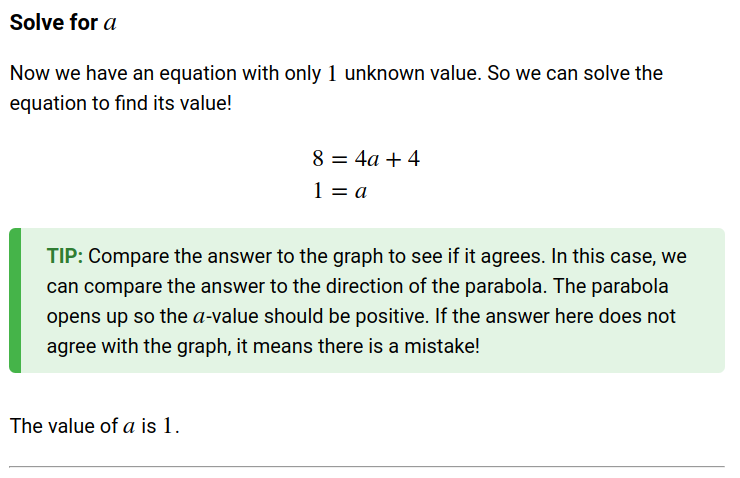 Solve for a
Now we have an equation with only 1 unknown value. So we can solve the
equation to find its value!
8 = 4a + 4
1 = a
TIP: Compare the answer to the graph to see if it agrees. In this case, we
can compare the answer to the direction of the parabola. The parabola
opens up so the a-value should be positive. If the answer here does not
agree with the graph, it means there is a mistake!
The value of a is 1.